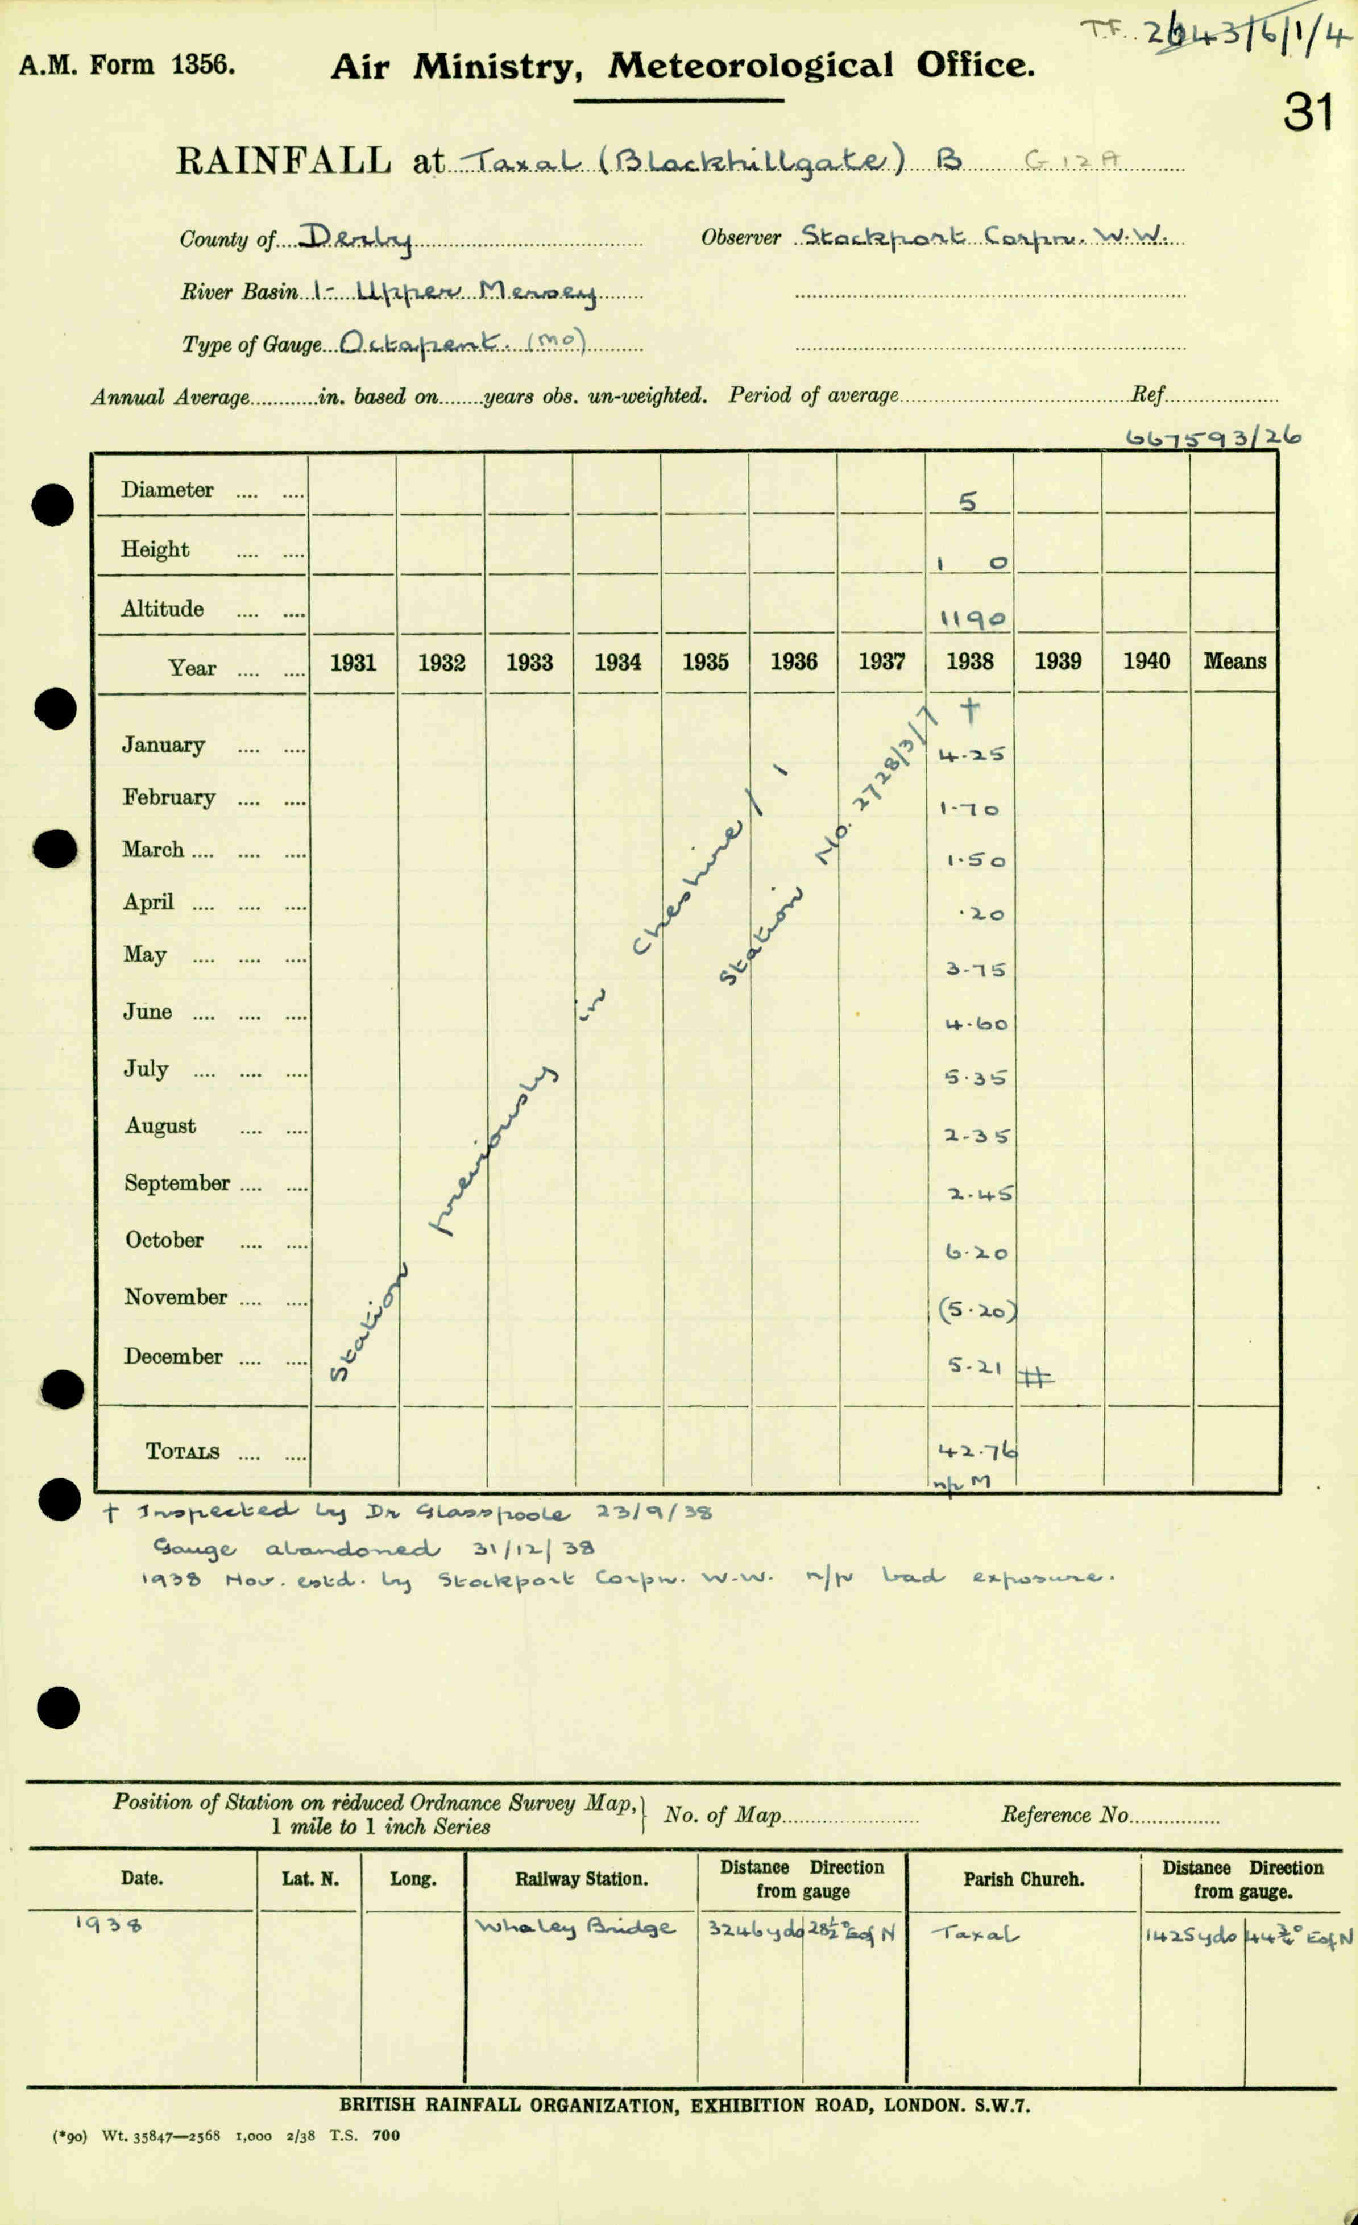 T.F. 2643/6/1/4
A.M. Form 1356. Air Ministry, Meteorological Office.
31
RAINFALL at Taxal (Blackhillgate) B G 12 A
County of Derby Observer Stockport Corpn. W.W.
River Basin 1- Upper Mersey
Type of Gauge Octapent. (MO)
Annual Average............in. based on........years obs. un-weighted. Period of average............Ref............
667593/26
Diameter .... .... 5
Height .... .... 1 0
Altitude .... .... 1190
Year .... .... 1931 1932 1933 1934 1935 1936 1937 1938 1939 1940 Means
†
January .... .... 4.25
February .... .... 1.70
March .... .... .... 1.50
April .... .... .... .20
May .... .... .... 3.75
June .... .... .... 4.60
July .... .... .... 5.35
August .... .... 2.35
September .... .... 2.45
October .... .... 6.20
November .... .... (5.20)
December .... .... 5.21 #
Station previously in Cheshire / 1
Station No. 2728/3/7
TOTALS .... .... 42.76
n/p M
† Inspected by Dr Glasspoole 23/9/38
Gauge abandoned 31/12/38
1938 Nov. estd. by Stockport Corpn. W.W. n/p bad exposure.
Position of Station on reduced Ordnance Survey Map, } No. of Map............ Reference No............
1 mile to 1 inch Series
Date. Lat. N. Long. Railway Station. Distance Direction from gauge Parish Church. Distance Direction from gauge.
1938 Whaley Bridge 3246 yds 28½° E of N Taxal 1425 yds 44¾° E of N
BRITISH RAINFALL ORGANIZATION, EXHIBITION ROAD, LONDON. S.W.7.
(*90) Wt. 35847—2568 1,000 2/38 T.S. 700